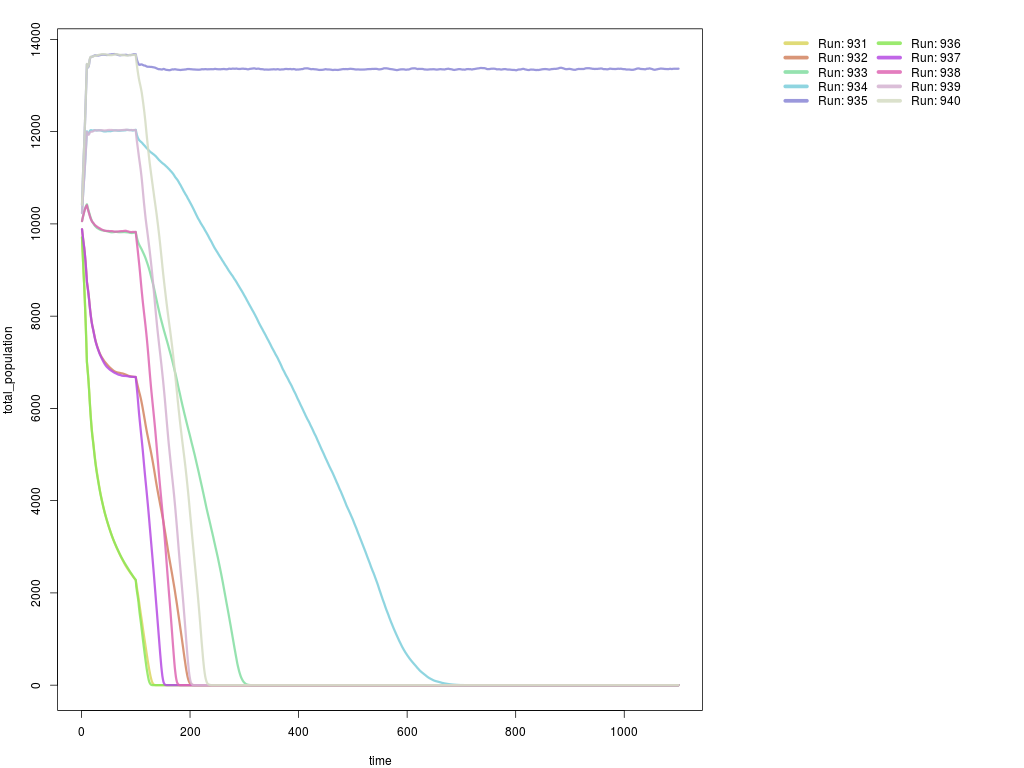 total_population
14000
12000
10000
8000
6000
4000
2000
0
0 200 400 600 800 1000
time
Run: 931 Run: 936
Run: 932 Run: 937
Run: 933 Run: 938
Run: 934 Run: 939
Run: 935 Run: 940